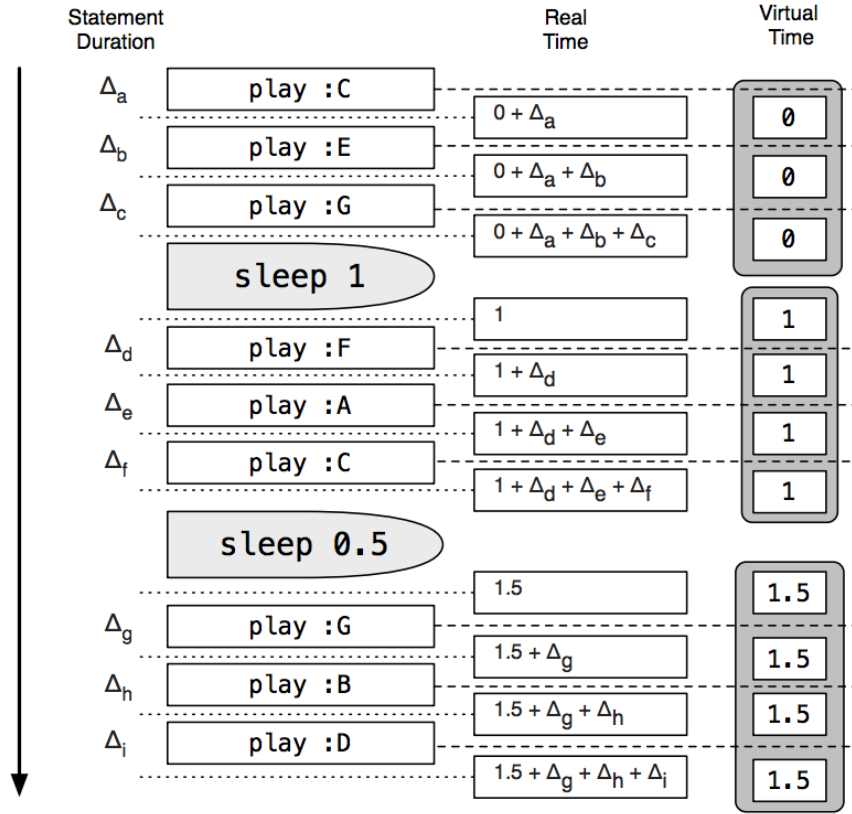 Statement Duration
Real Time
Virtual Time
Δa
play :C
0 + Δa
0
Δb
play :E
0 + Δa + Δb
0
Δc
play :G
0 + Δa + Δb + Δc
0
sleep 1
1
1
Δd
play :F
1 + Δd
1
Δe
play :A
1 + Δd + Δe
1
Δf
play :C
1 + Δd + Δe + Δf
1
sleep 0.5
1.5
1.5
Δg
play :G
1.5 + Δg
1.5
Δh
play :B
1.5 + Δg + Δh
1.5
Δi
play :D
1.5 + Δg + Δh + Δi
1.5